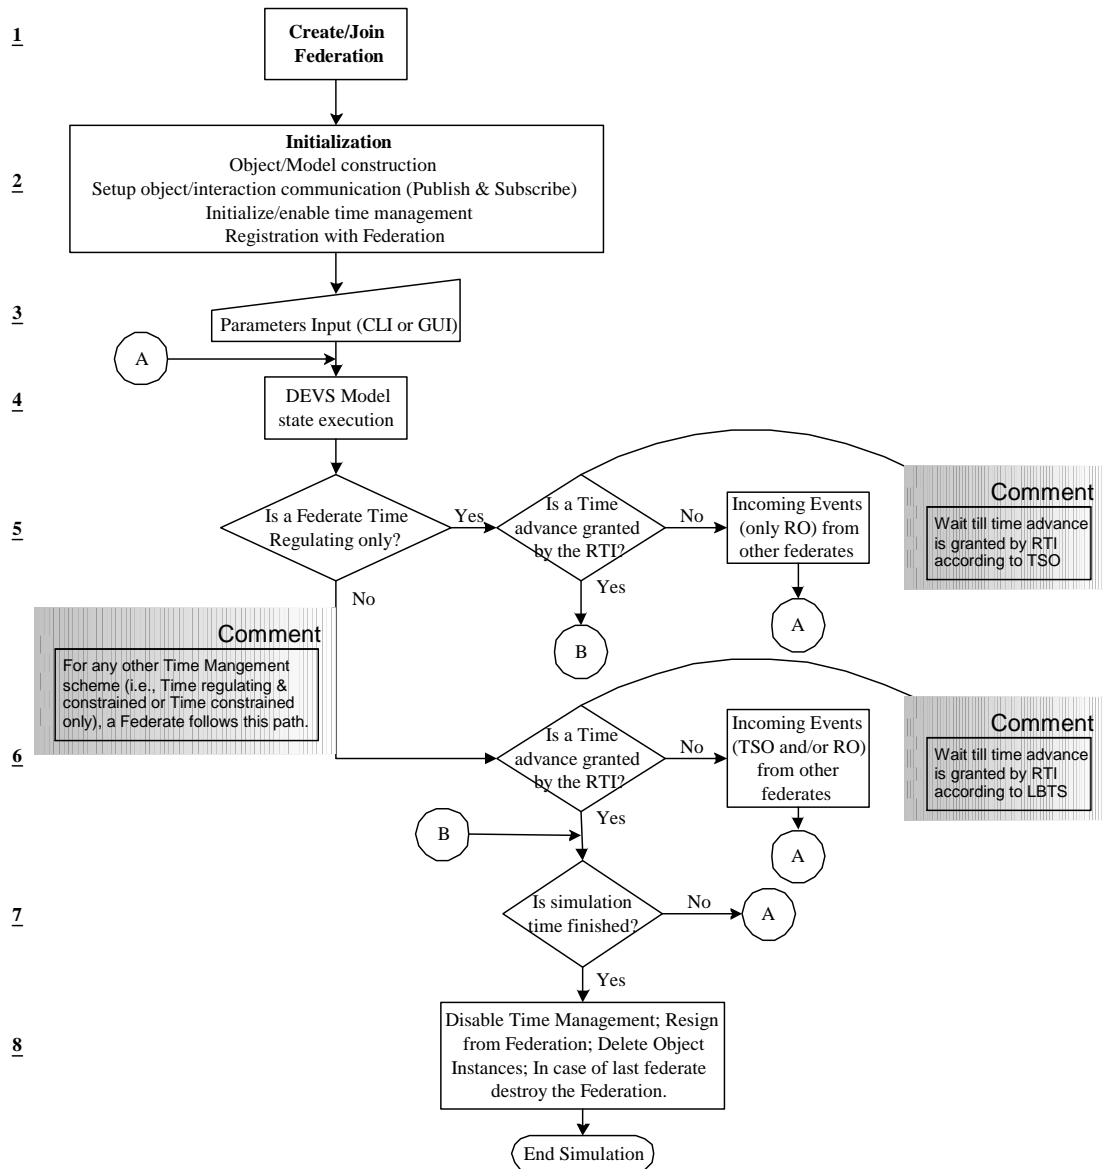 1
Create/Join
Federation
2
Initialization
Object/Model construction
Setup object/interaction communication (Publish & Subscribe)
Initialize/enable time management
Registration with Federation
3
Parameters Input (CLI or GUI)
A
4
DEVS Model
state execution
5
Is a Federate Time
Regulating only?
Yes
Is a Time
advance granted
by the RTI?
No
Incoming Events
(only RO) from
other federates
Comment
Wait till time advance
is granted by RTI
according to TSO
Yes
A
B
No
Comment
For any other Time Mangement
scheme (i.e., Time regulating &
constrained or Time constrained
only), a Federate follows this path.
6
Is a Time
advance granted
by the RTI?
No
Incoming Events
(TSO and/or RO)
from other
federates
Comment
Wait till time advance
is granted by RTI
according to LBTS
Yes
B
A
7
Is simulation
time finished?
No
A
Yes
8
Disable Time Management; Resign
from Federation; Delete Object
Instances; In case of last federate
destroy the Federation.
End Simulation